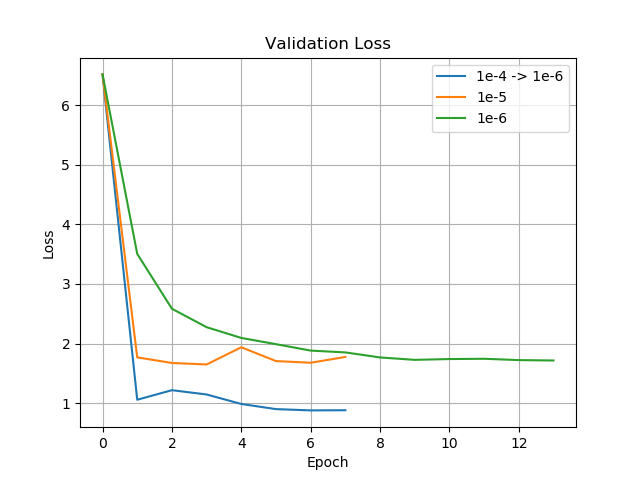 Validation Loss
1e-4 -> 1e-6
1e-5
1e-6
6
5
4
3
2
1
Loss
0 2 4 6 8 10 12
Epoch